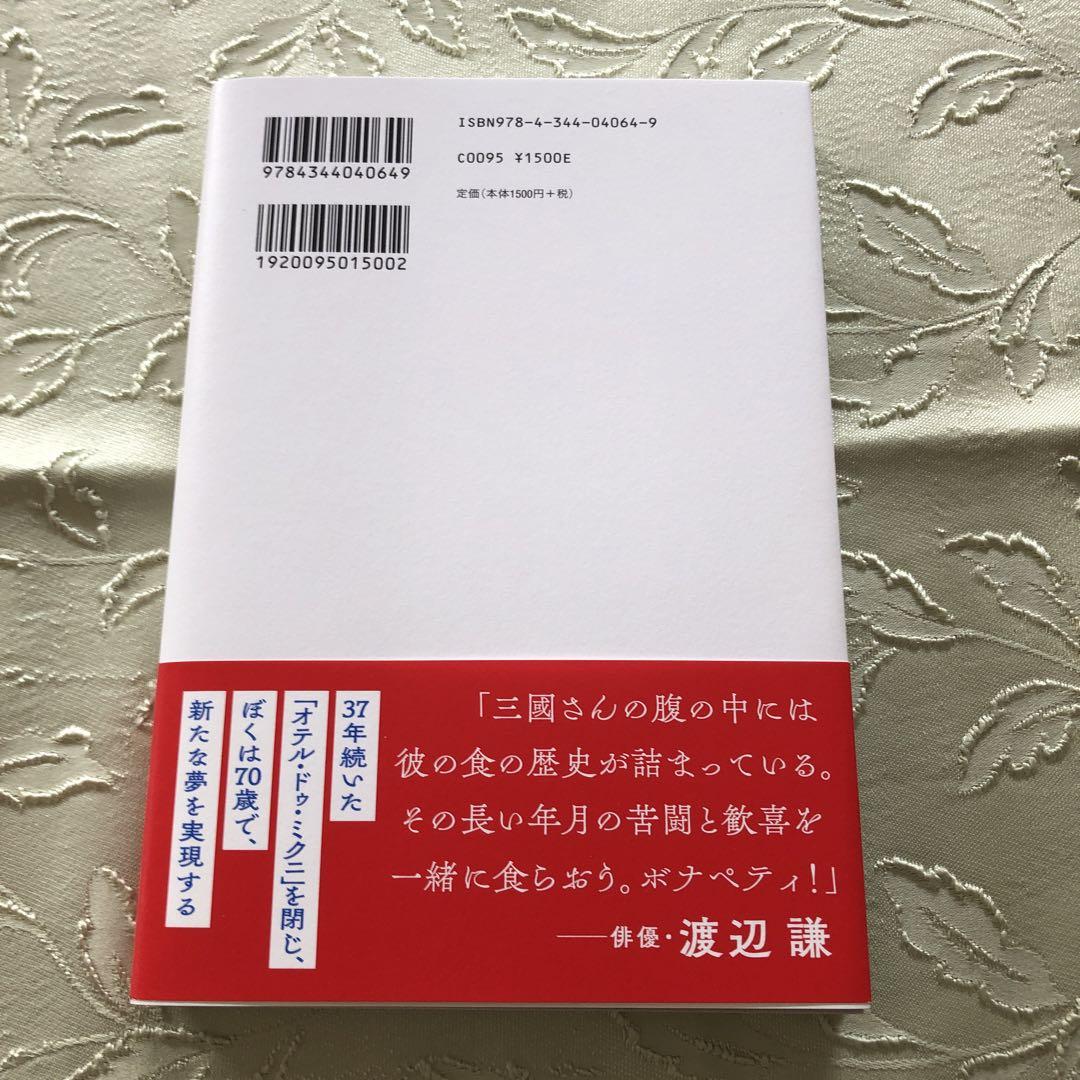 9784344040649
1920095015002
ISBN978-4-344-04064-9
C0095 ¥1500E
定価(本体1500円+税)
「三國さんの腹の中には
彼の食の歴史が詰まっている。
その長い年月の苦闘と歓喜を
一緒に食らおう。ボナペティ!」
――俳優・渡辺 謙
37年続いた
「オテル・ドゥ・ミクニ」を閉じ、
ぼくは70歳で、
新たな夢を実現する